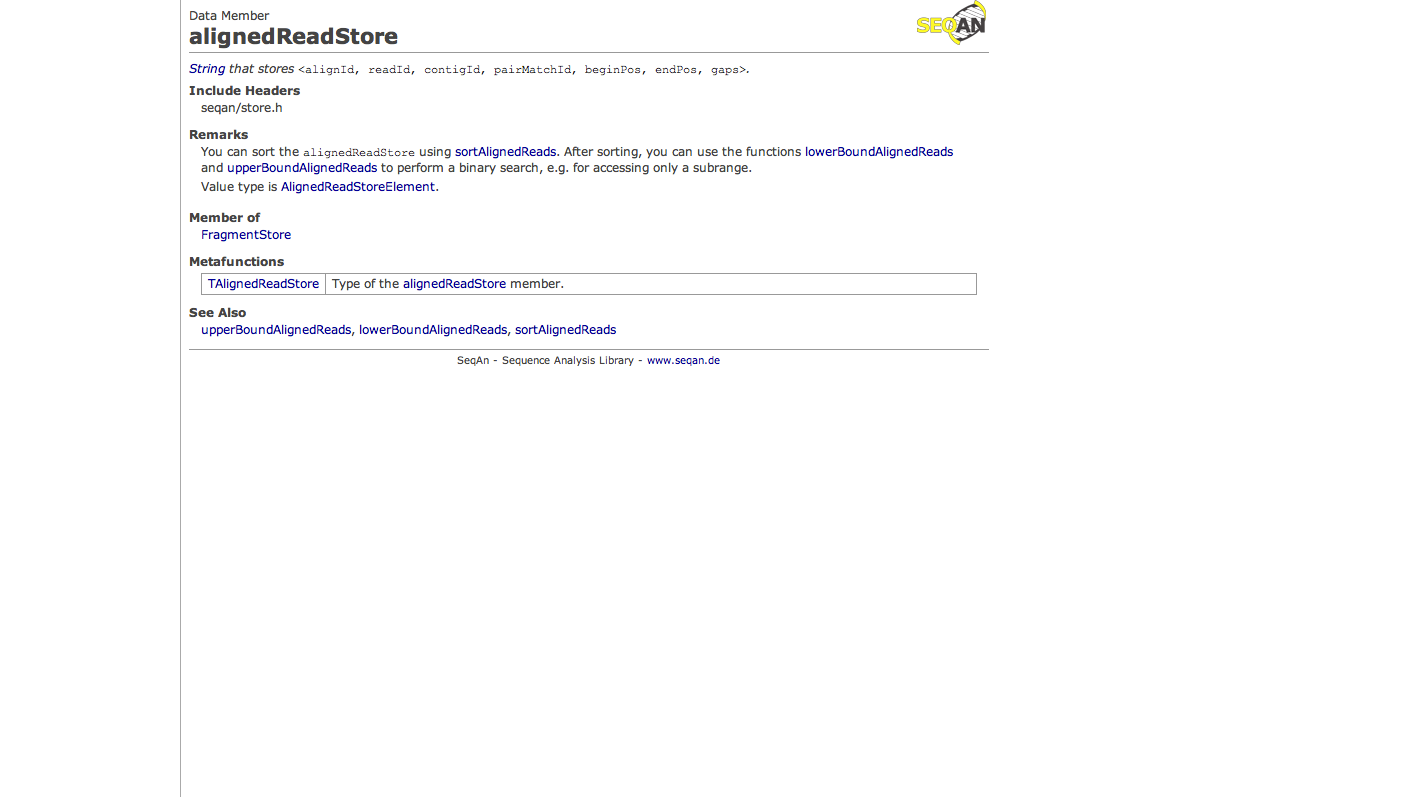 Data Member
SEQAN
alignedReadStore
String that stores <alignId, readId, contigId, pairMatchId, beginPos, endPos, gaps>.
Include Headers
seqan/store.h
Remarks
You can sort the alignedReadStore using sortAlignedReads. After sorting, you can use the functions lowerBoundAlignedReads
and upperBoundAlignedReads to perform a binary search, e.g. for accessing only a subrange.
Value type is AlignedReadStoreElement.
Member of
FragmentStore
Metafunctions
TAlignedReadStore Type of the alignedReadStore member.
See Also
upperBoundAlignedReads, lowerBoundAlignedReads, sortAlignedReads
SeqAn - Sequence Analysis Library - www.seqan.de